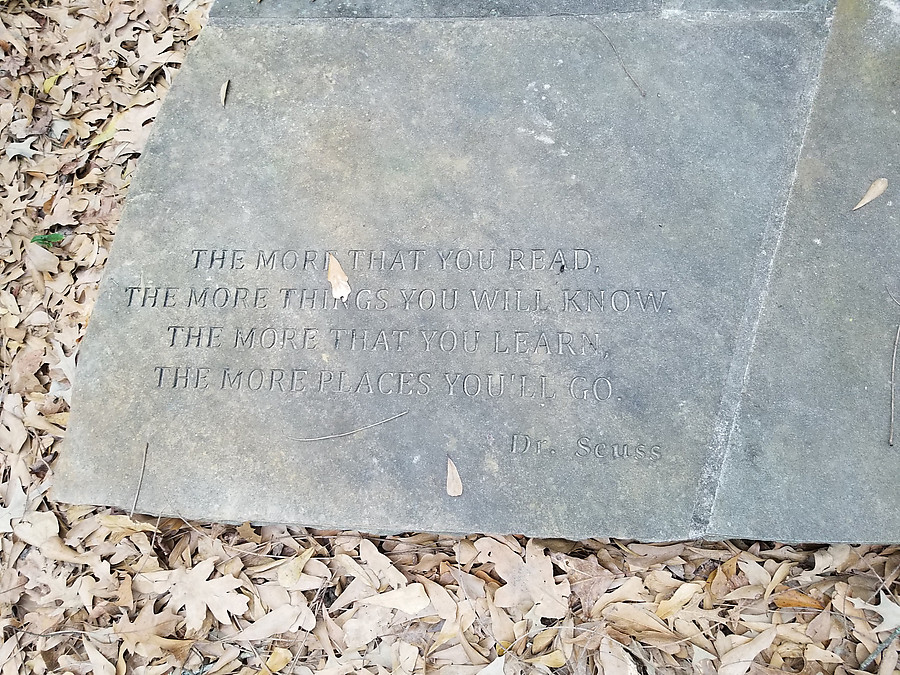 THE MORE THAT YOU READ,
THE MORE THINGS YOU WILL KNOW.
THE MORE THAT YOU LEARN,
THE MORE PLACES YOU'LL GO.
Dr. Seuss